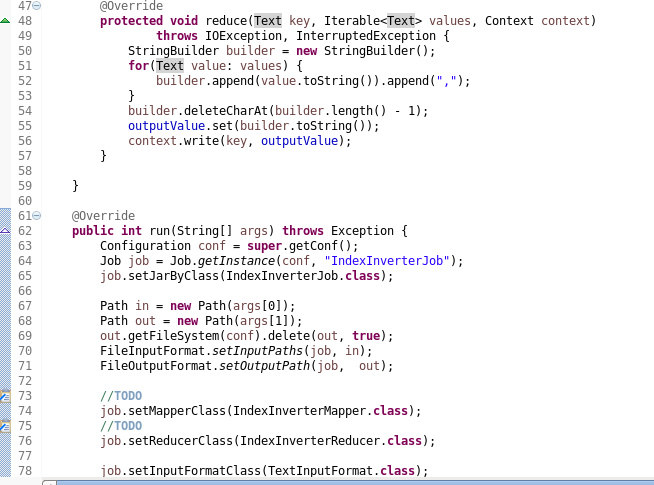 47 @Override
48 protected void reduce(Text key, Iterable<Text> values, Context context)
49 throws IOException, InterruptedException {
50 StringBuilder builder = new StringBuilder();
51 for(Text value: values) {
52 builder.append(value.toString()).append(",");
53 }
54 builder.deleteCharAt(builder.length() - 1);
55 outputValue.set(builder.toString());
56 context.write(key, outputValue);
57 }
58
59 }
60
61 @Override
62 public int run(String[] args) throws Exception {
63 Configuration conf = super.getConf();
64 Job job = Job.getInstance(conf, "IndexInverterJob");
65 job.setJarByClass(IndexInverterJob.class);
66
67 Path in = new Path(args[0]);
68 Path out = new Path(args[1]);
69 out.getFileSystem(conf).delete(out, true);
70 FileInputFormat.setInputPaths(job, in);
71 FileOutputFormat.setOutputPath(job,  out);
72
73 //TODO
74 job.setMapperClass(IndexInverterMapper.class);
75 //TODO
76 job.setReducerClass(IndexInverterReducer.class);
77
78 job.setInputFormatClass(TextInputFormat.class);